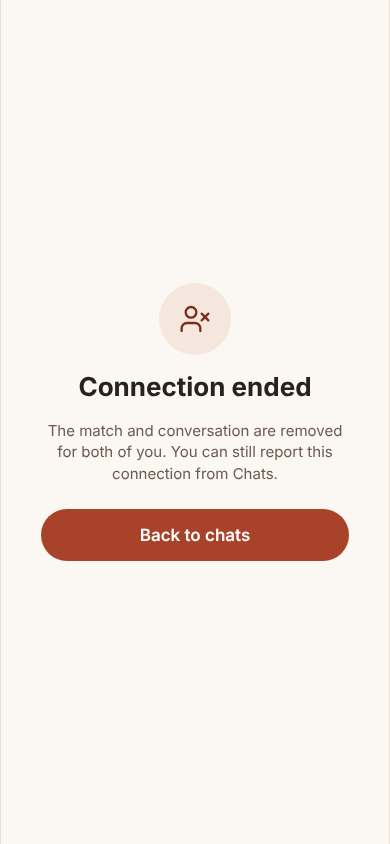 Connection ended
The match and conversation are removed
for both of you. You can still report this
connection from Chats.
Back to chats